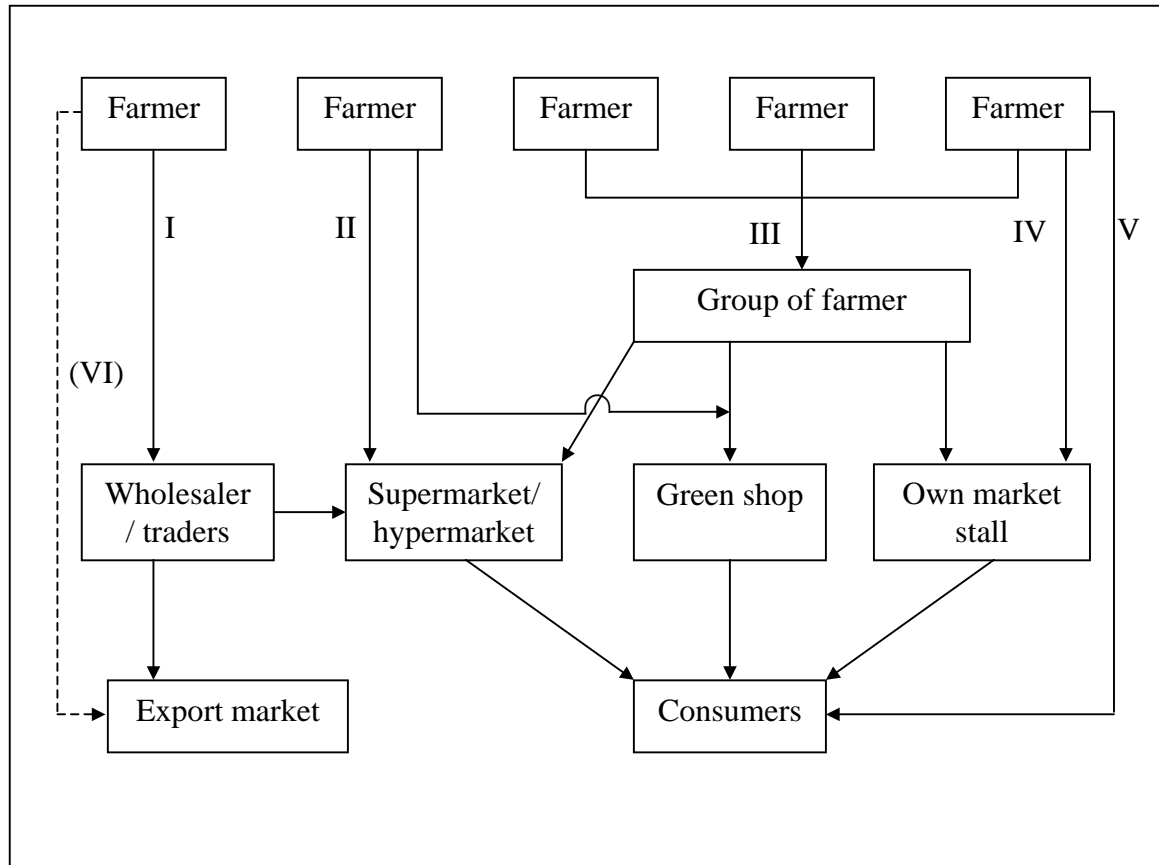 Farmer
Farmer
Farmer
Farmer
Farmer
I
II
III
IV
V
Group of farmer
(VI)
Wholesaler
/ traders
Supermarket/
hypermarket
Green shop
Own market
stall
Export market
Consumers